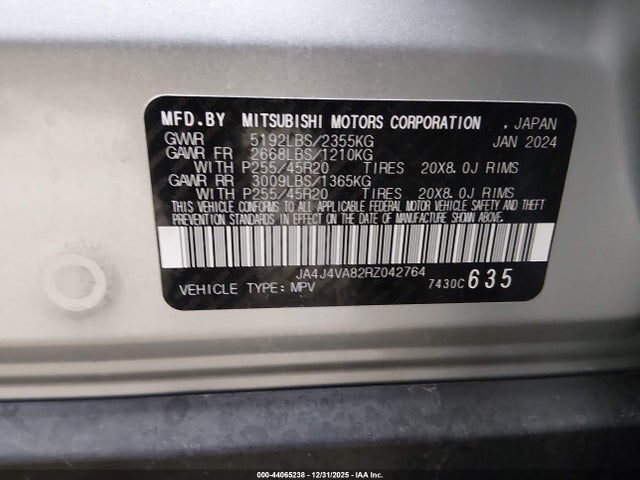 MFD.BY MITSUBISHI MOTORS CORPORATION , JAPAN
GWVR 5192LBS/2355KG JAN 2024
GAWR FR 2668LBS/1210KG
WITH P255/45R20 TIRES 20X8.0J RIMS
GAWR RR 3009LBS/1365KG
WITH P255/45R20 TIRES 20X8.0J RIMS
THIS VEHICLE CONFORMS TO ALL APPLICABLE FEDERAL MOTOR VEHICLE SAFETY AND THEFT
PREVENTION STANDARDS IN EFFECT ON THE DATE OF MANUFACTURE SHOWN ABOVE.
JA4J4VA82RZ042764
VEHICLE TYPE: MPV 7430C 635
000-44065238 - 12/31/2025 - IAA Inc.